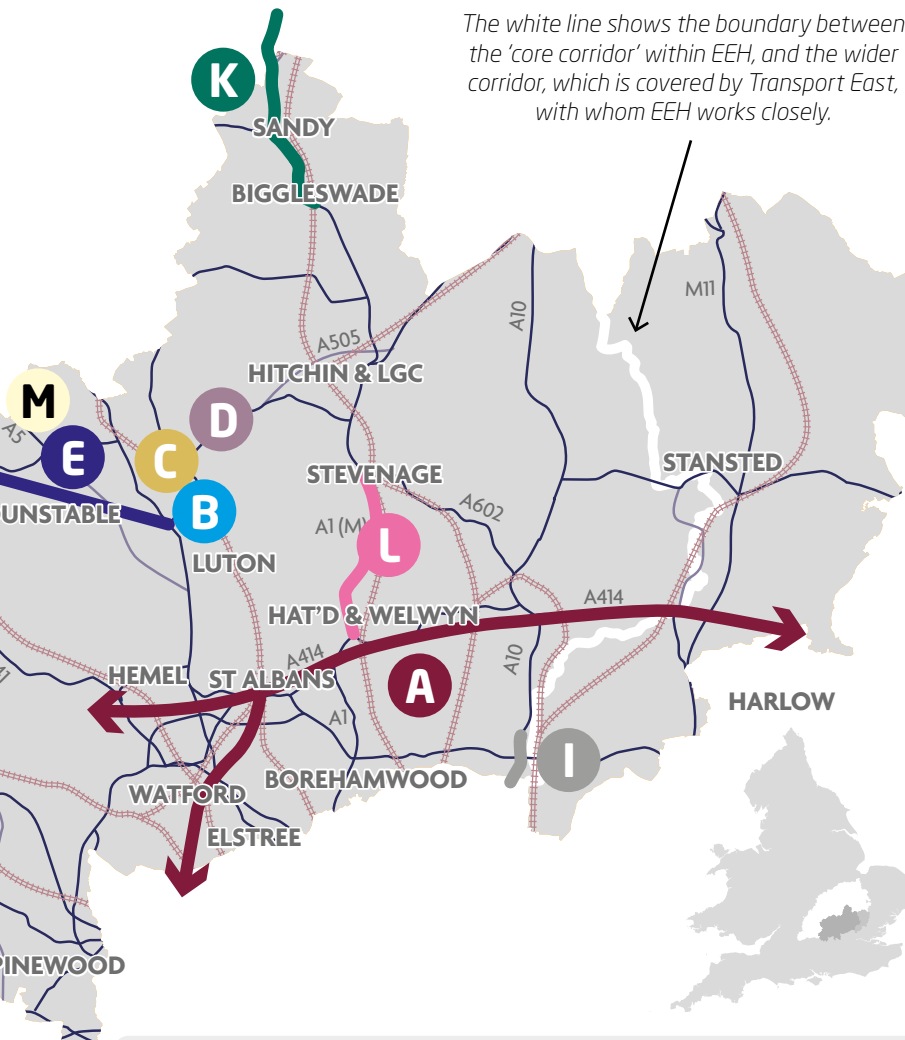 The white line shows the boundary between
the ‘core corridor’ within EEH, and the wider
corridor, which is covered by Transport East,
with whom EEH works closely.
K
SANDY
BIGGLESWADE
M11
A10
A505
HITCHIN & LGC
M
D
A5
E
C
STANSTED
STEVENAGE
B
UNSTABLE
A602
A1 (M)
L
LUTON
A414
HAT'D & WELWYN
A414
A10
HEMEL
ST ALBANS
A
HARLOW
A1
I
BOREHAMWOOD
WATFORD
ELSTREE
PINEWOOD